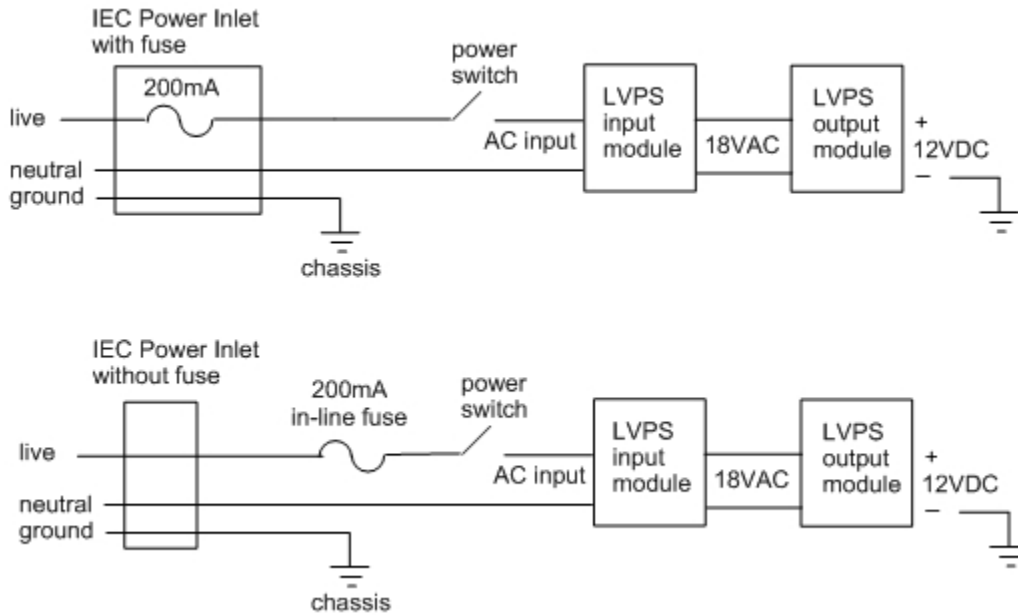 IEC Power Inlet
with fuse
200mA
power
switch
live
neutral
ground
chassis
AC input
LVPS
input
module
18VAC
LVPS
output
module
+
12VDC
–
IEC Power Inlet
without fuse
200mA
in-line fuse
power
switch
live
neutral
ground
chassis
AC input
LVPS
input
module
18VAC
LVPS
output
module
+
12VDC
–